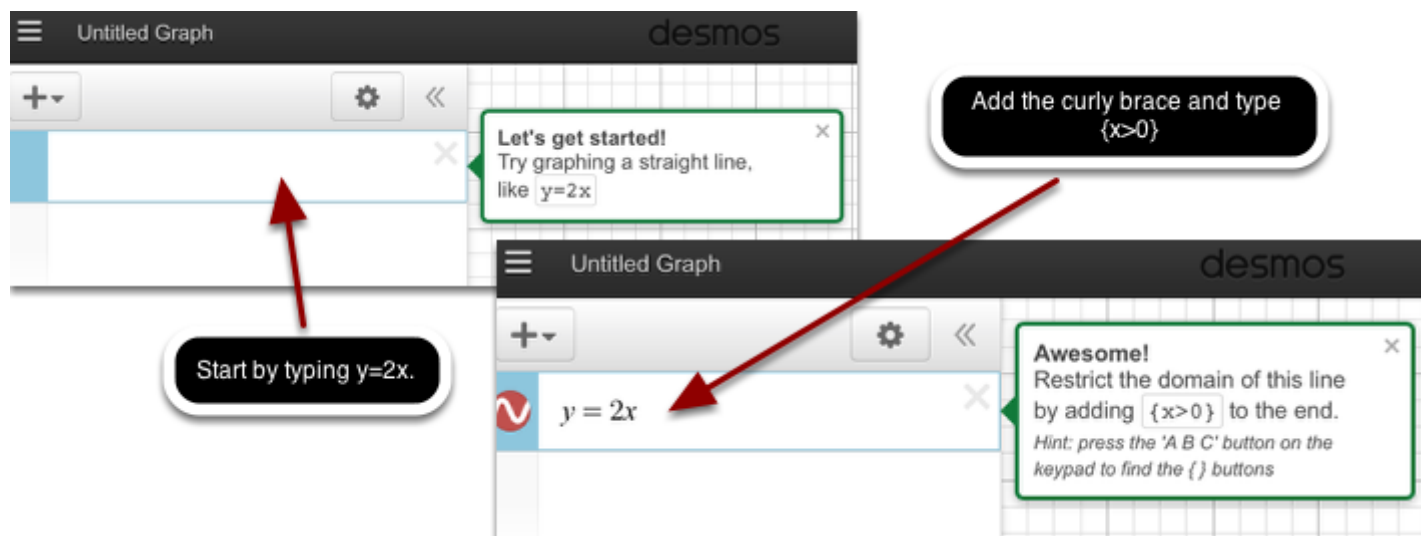 Untitled Graph
desmos
Let's get started!
Try graphing a straight line,
like y=2x
Add the curly brace and type
{x>0}
Start by typing y=2x.
Untitled Graph
desmos
y = 2x
Awesome!
Restrict the domain of this line
by adding {x>0} to the end.
Hint: press the 'A B C' button on the
keypad to find the { } buttons